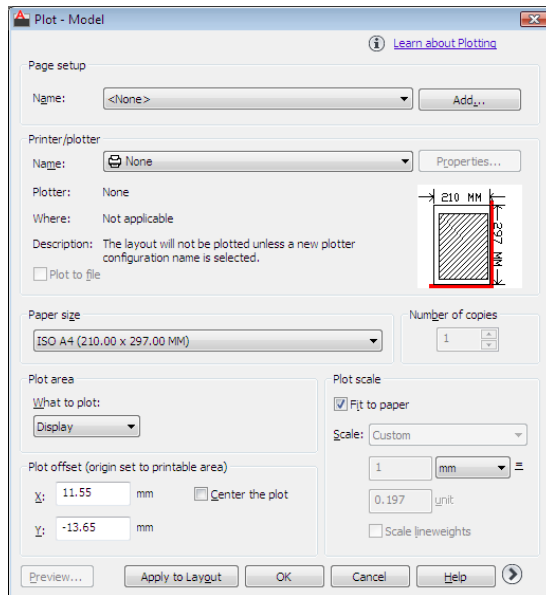 Plot - Model
Learn about Plotting
Page setup
Name: <None> Add...
Printer/plotter
Name: None Properties...
Plotter: None
Where: Not applicable
Description: The layout will not be plotted unless a new plotter
configuration name is selected.
Plot to file
210 MM
297 MM
Paper size
ISO A4 (210.00 x 297.00 MM)
Number of copies
1
Plot area
What to plot:
Display
Plot scale
Fit to paper
Scale: Custom
1 mm =
0.197 unit
Scale lineweights
Plot offset (origin set to printable area)
X: 11.55 mm Center the plot
Y: -13.65 mm
Preview... Apply to Layout OK Cancel Help